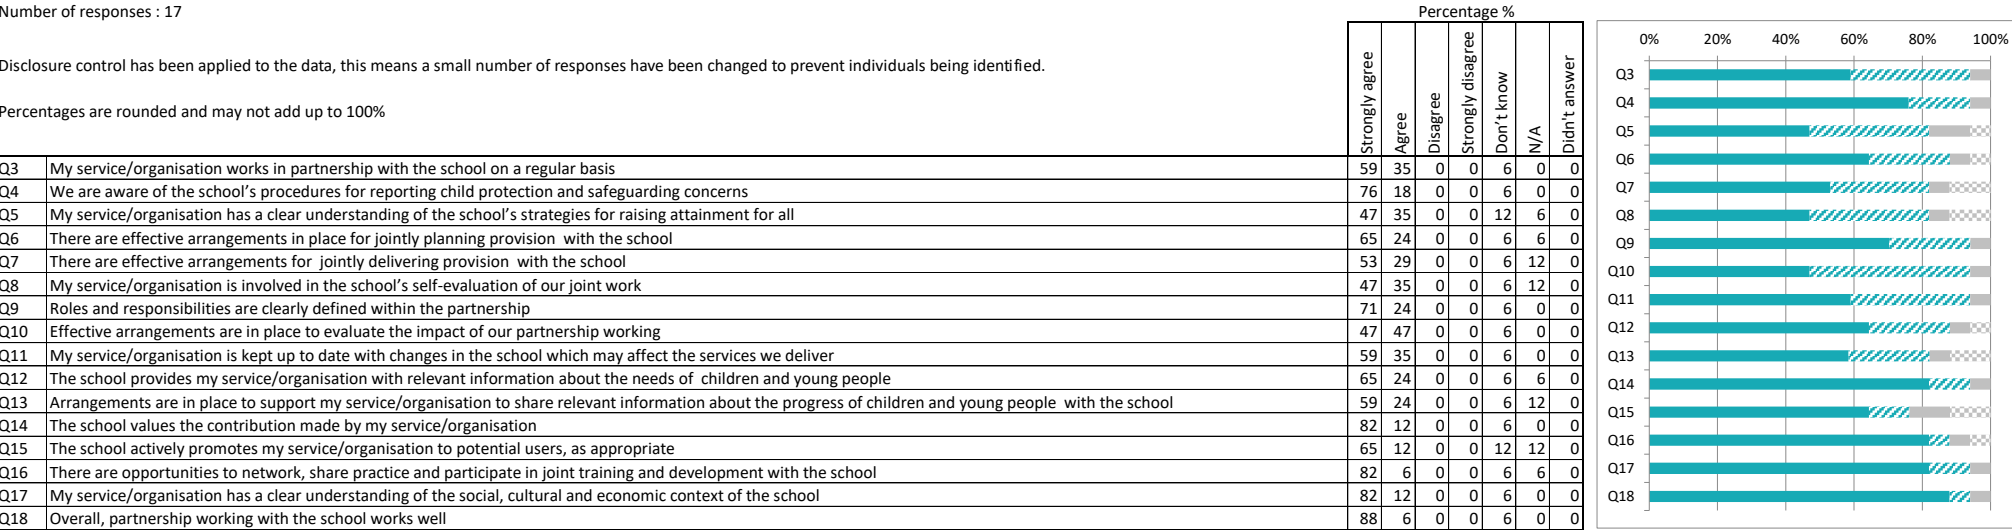 Number of responses : 17
Percentage %
Disclosure control has been applied to the data, this means a small number of responses have been changed to prevent individuals being identified.
Percentages are rounded and may not add up to 100%
Strongly agree
Agree
Disagree
Strongly disagree
Don't know
N/A
Didn't answer
Q3 My service/organisation works in partnership with the school on a regular basis 59 35 0 0 6 0 0
Q4 We are aware of the school's procedures for reporting child protection and safeguarding concerns 76 18 0 0 6 0 0
Q5 My service/organisation has a clear understanding of the school's strategies for raising attainment for all 47 35 0 0 12 6 0
Q6 There are effective arrangements in place for jointly planning provision with the school 65 24 0 0 6 6 0
Q7 There are effective arrangements for jointly delivering provision with the school 53 29 0 0 6 12 0
Q8 My service/organisation is involved in the school's self-evaluation of our joint work 47 35 0 0 6 12 0
Q9 Roles and responsibilities are clearly defined within the partnership 71 24 0 0 6 0 0
Q10 Effective arrangements are in place to evaluate the impact of our partnership working 47 47 0 0 6 0 0
Q11 My service/organisation is kept up to date with changes in the school which may affect the services we deliver 59 35 0 0 6 0 0
Q12 The school provides my service/organisation with relevant information about the needs of children and young people 65 24 0 0 6 6 0
Q13 Arrangements are in place to support my service/organisation to share relevant information about the progress of children and young people with the school 59 24 0 0 6 12 0
Q14 The school values the contribution made by my service/organisation 82 12 0 0 6 0 0
Q15 The school actively promotes my service/organisation to potential users, as appropriate 65 12 0 0 12 12 0
Q16 There are opportunities to network, share practice and participate in joint training and development with the school 82 6 0 0 6 6 0
Q17 My service/organisation has a clear understanding of the social, cultural and economic context of the school 82 12 0 0 6 0 0
Q18 Overall, partnership working with the school works well 88 6 0 0 6 0 0
0% 20% 40% 60% 80% 100%
Q3
Q4
Q5
Q6
Q7
Q8
Q9
Q10
Q11
Q12
Q13
Q14
Q15
Q16
Q17
Q18